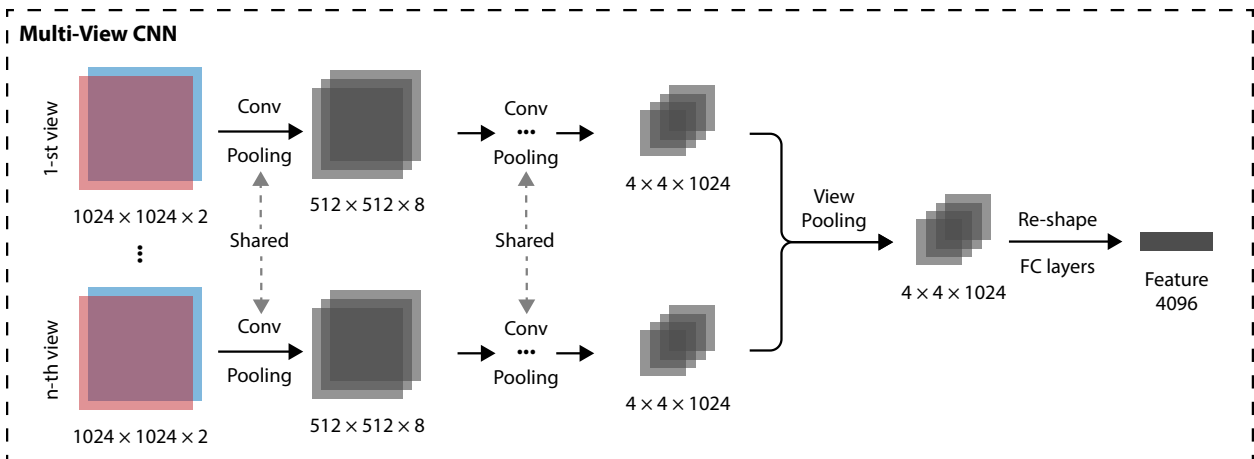 Multi-View CNN
1-st view
1024 × 1024 × 2
Conv
Pooling
512 × 512 × 8
Conv
...
Pooling
4 × 4 × 1024
Shared
Shared
...
n-th view
1024 × 1024 × 2
Conv
Pooling
512 × 512 × 8
Conv
...
Pooling
4 × 4 × 1024
View
Pooling
4 × 4 × 1024
Re-shape
FC layers
Feature
4096